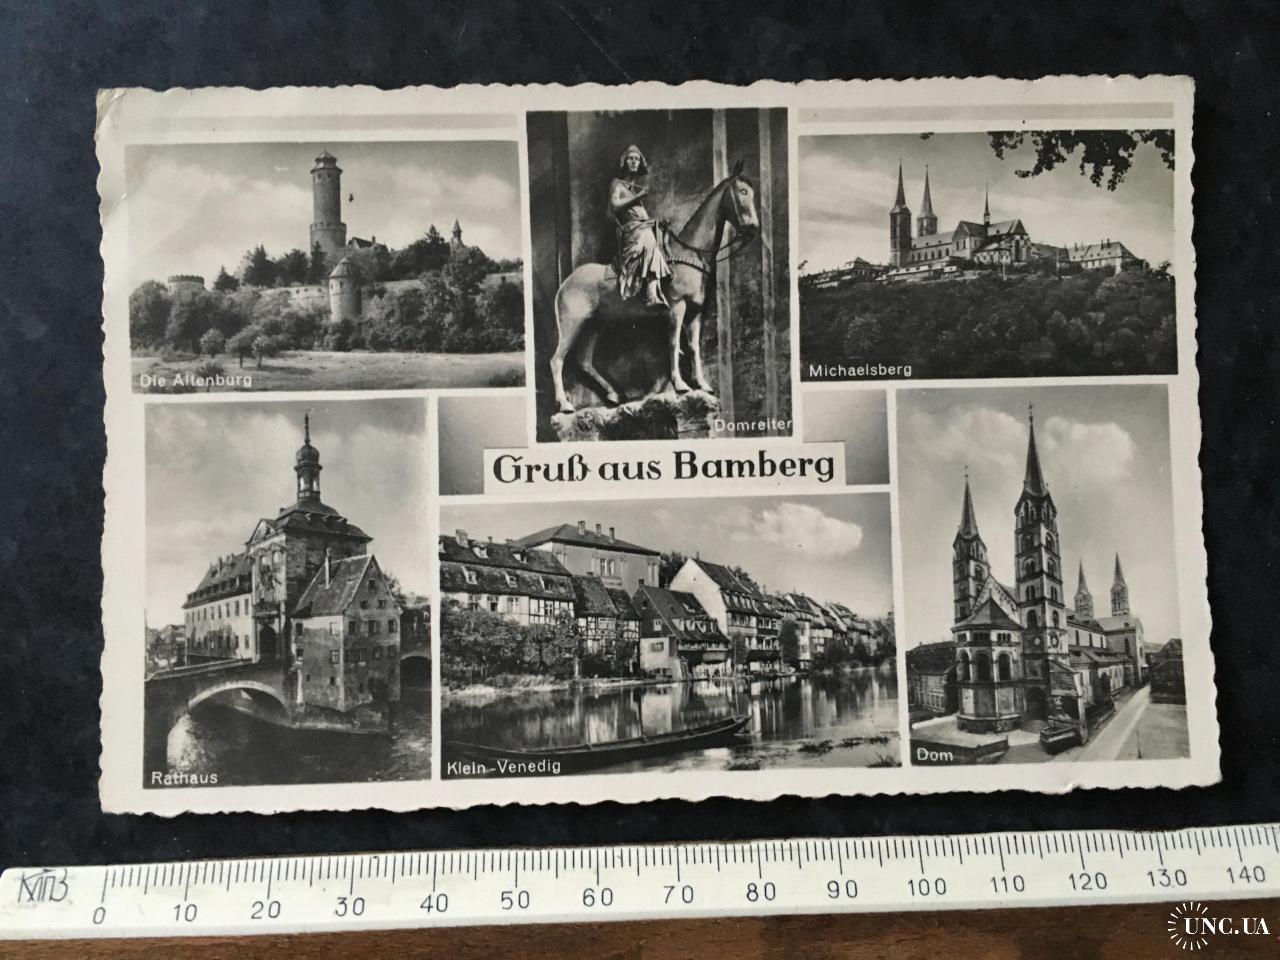 Die Altenburg
Domreiter
Michaelsberg
Gruß aus Bamberg
Rathaus
Klein-Venedig
Dom
0 10 20 30 40 50 60 70 80 90 100 110 120 130 140
UNC.UA